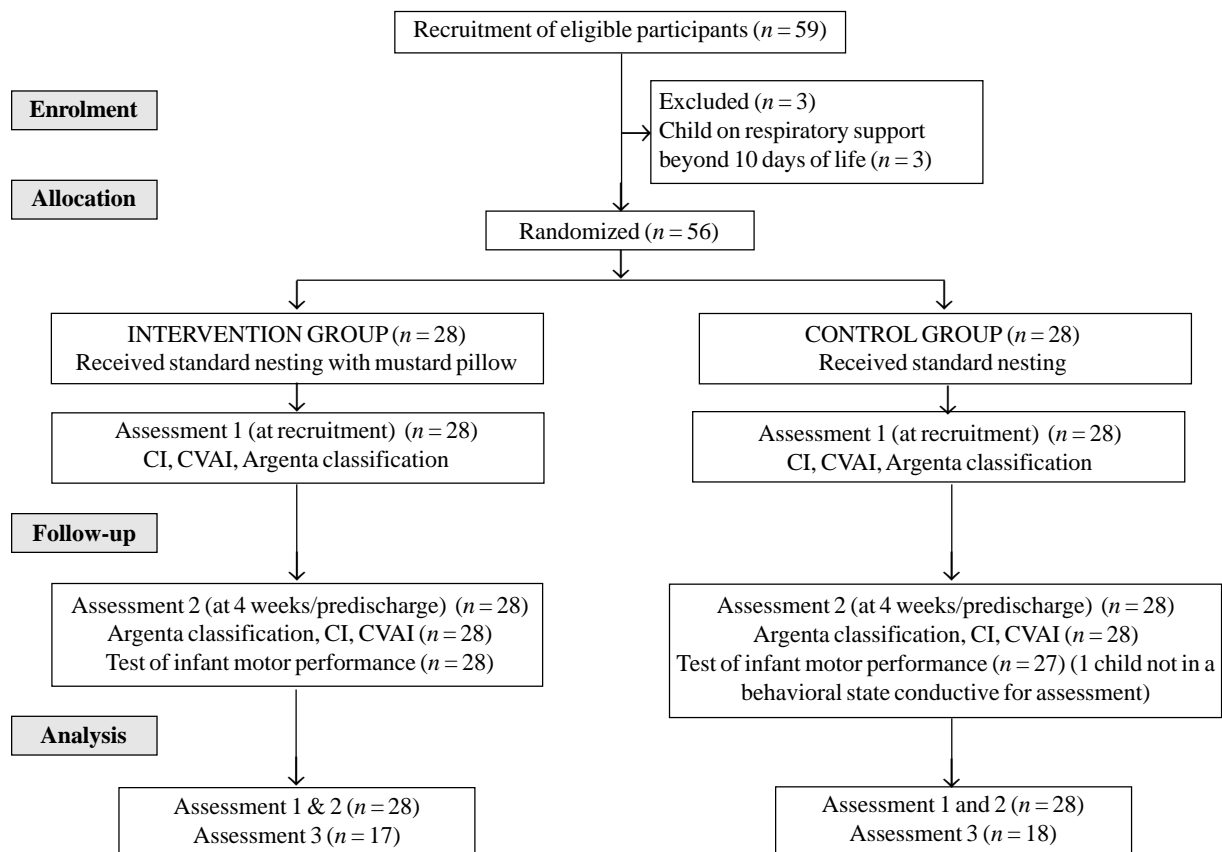 Recruitment of eligible participants (n = 59)
Enrolment
Excluded (n = 3)
Child on respiratory support
beyond 10 days of life (n = 3)
Allocation
Randomized (n = 56)
INTERVENTION GROUP (n = 28)
Received standard nesting with mustard pillow
CONTROL GROUP (n = 28)
Received standard nesting
Assessment 1 (at recruitment) (n = 28)
CI, CVAI, Argenta classification
Assessment 1 (at recruitment) (n = 28)
CI, CVAI, Argenta classification
Follow-up
Assessment 2 (at 4 weeks/predischarge) (n = 28)
Argenta classification, CI, CVAI (n = 28)
Test of infant motor performance (n = 28)
Assessment 2 (at 4 weeks/predischarge) (n = 28)
Argenta classification, CI, CVAI (n = 28)
Test of infant motor performance (n = 27) (1 child not in a
behavioral state conductive for assessment)
Analysis
Assessment 1 & 2 (n = 28)
Assessment 3 (n = 17)
Assessment 1 and 2 (n = 28)
Assessment 3 (n = 18)